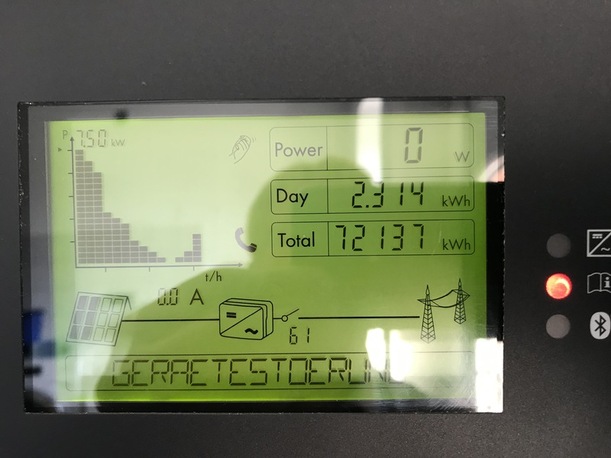 P 7.50 kW
Power 0 W
Day 2.314 kWh
Total 72137 kWh
t/h
0.0 A
61
GERAETESTOERUN